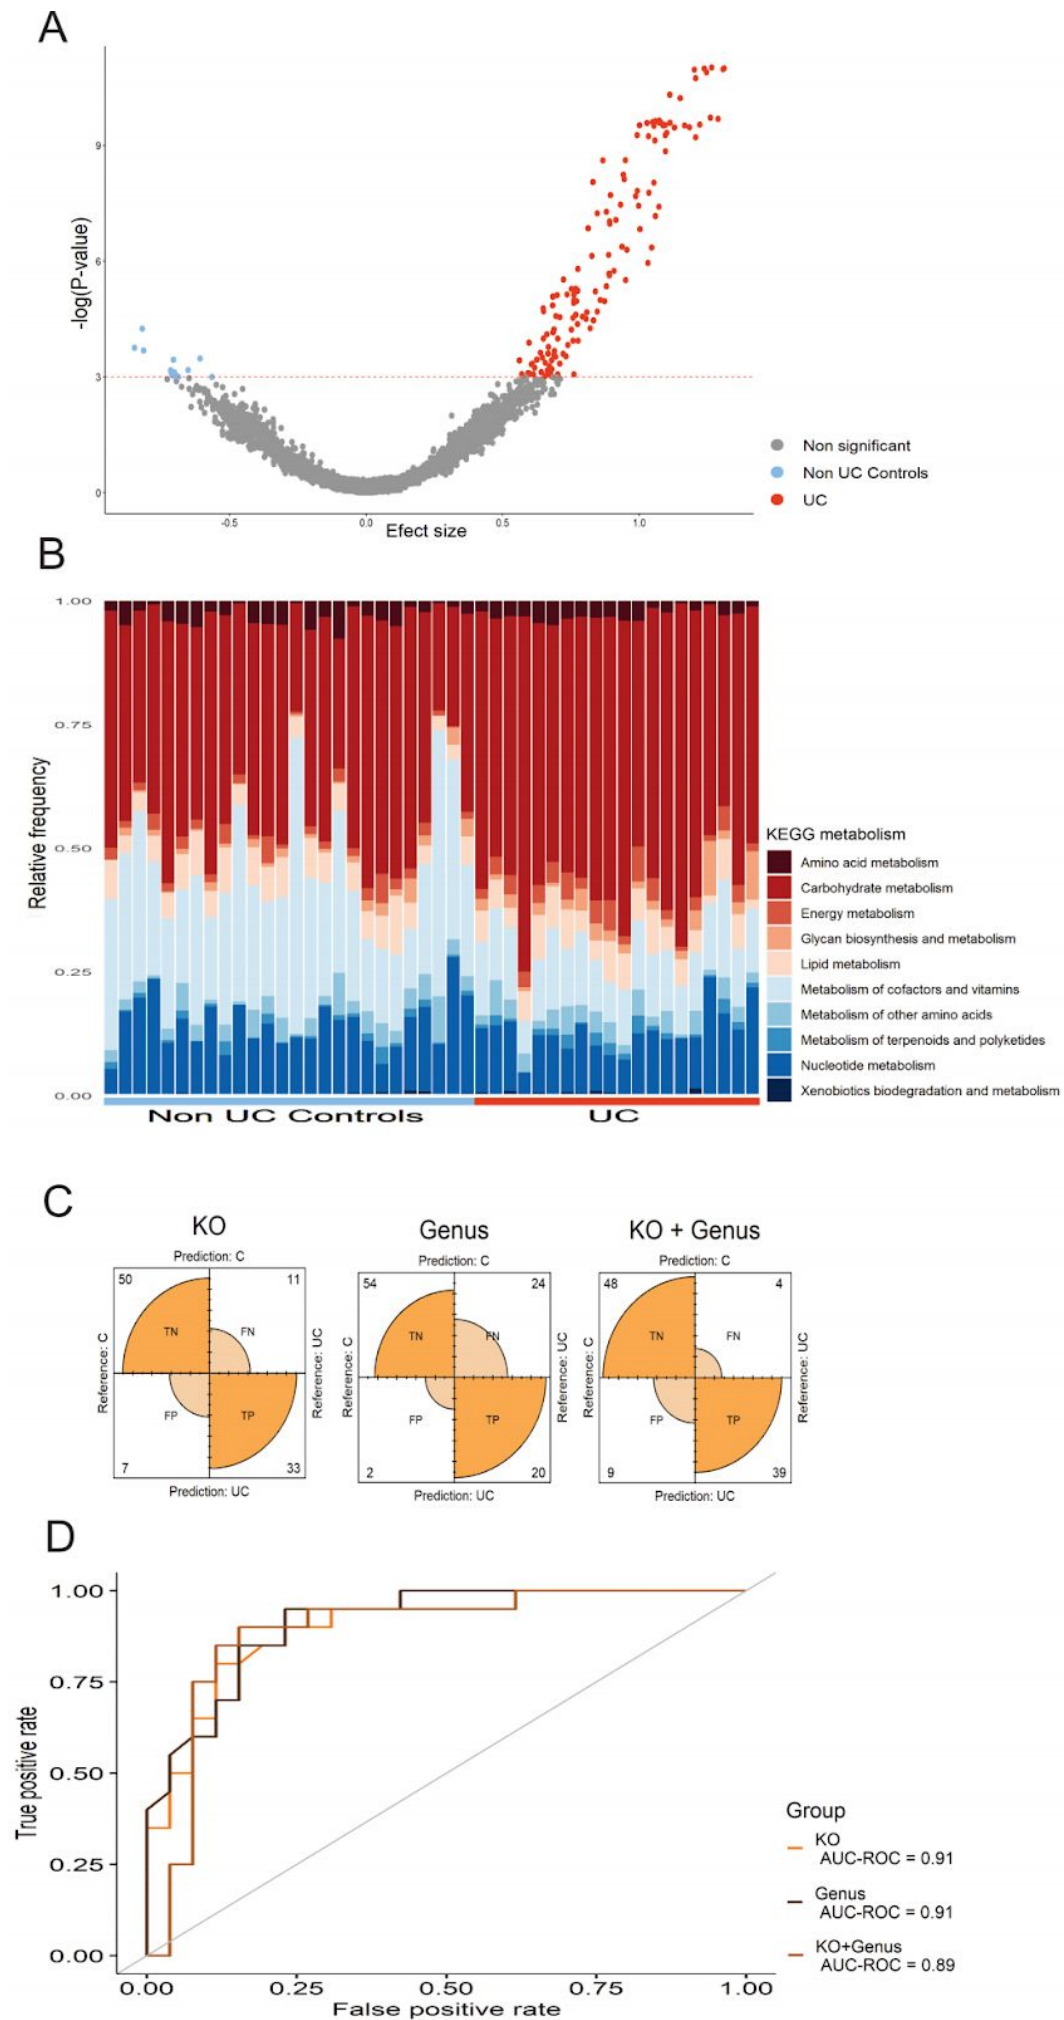 A
-log(P-value)
9
6
3
0
-0.5
0.0
0.5
1.0
Efect size
Non significant
Non UC Controls
UC
B
Relative frequency
1.00
0.75
0.50
0.25
0.00
Non UC Controls
UC
KEGG metabolism
Amino acid metabolism
Carbohydrate metabolism
Energy metabolism
Glycan biosynthesis and metabolism
Lipid metabolism
Metabolism of cofactors and vitamins
Metabolism of other amino acids
Metabolism of terpenoids and polyketides
Nucleotide metabolism
Xenobiotics biodegradation and metabolism
C
KO
Prediction: C
50
11
TN
FN
Reference: C
Reference: UC
FP
TP
7
33
Prediction: UC
Genus
Prediction: C
54
24
TN
FN
Reference: C
Reference: UC
FP
TP
2
20
Prediction: UC
KO + Genus
Prediction: C
48
4
TN
FN
Reference: C
Reference: UC
FP
TP
9
39
Prediction: UC
D
True positive rate
1.00
0.75
0.50
0.25
0.00
0.00
0.25
0.50
0.75
1.00
False positive rate
Group
KO
AUC-ROC = 0.91
Genus
AUC-ROC = 0.91
KO+Genus
AUC-ROC = 0.89